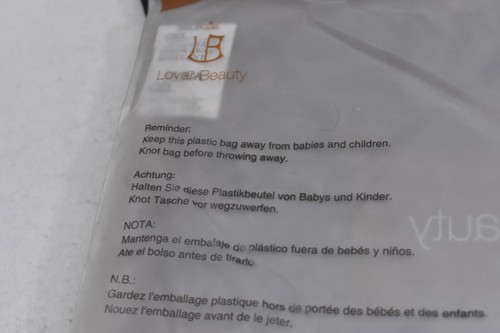 LB
Lover Beauty
Reminder:
Keep this plastic bag away from babies and children.
Knot bag before throwing away.
Achtung:
Halten Sie diese Plastikbeutel von Babys und Kinder.
Knot Tasche vor wegzuwerfen.
NOTA:
Mantenga el embalaje de plástico fuera de bebés y niños.
Ate el bolso antes de tirarlo.
N.B.:
Gardez l'emballage plastique hors de portée des bébés et des enfants.
Nouez l'emballage avant de le jeter.